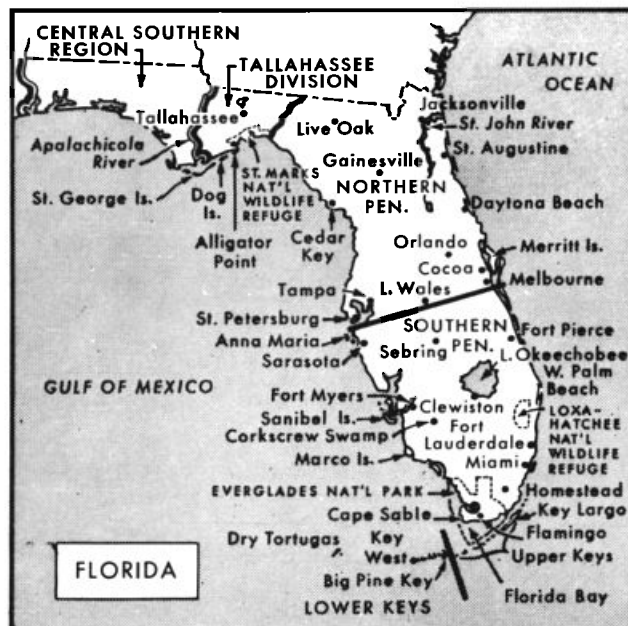 CENTRAL SOUTHERN
REGION
TALLAHASSEE
DIVISION
ATLANTIC
OCEAN
Tallahassee
Live Oak
Jacksonville
St. John River
Apalachicola
River
St. Augustine
Gainesville
St. George Is.
Dog
Is.
ST. MARKS
NAT'L
WILDLIFE
REFUGE
NORTHERN
PEN.
Alligator
Point
Cedar
Key
Daytona Beach
Orlando
Merritt Is.
Cocoa
Melbourne
Tampa
L. Wales
St. Petersburg
SOUTHERN
PEN.
Fort Pierce
Anna Maria
Sebring
Sarasota
L. Okeechobee
W. Palm
Beach
GULF OF MEXICO
Fort Myers
Clewiston
LOXA-
HATCHEE
NAT'L
WILDLIFE
REFUGE
Sanibel Is.
Corkscrew Swamp
Fort
Lauderdale
Marco Is.
Miami
EVERGLADES NAT'L PARK
Homestead
Cape Sable
Key Largo
Dry Tortugas
Key
West
Flamingo
Upper Keys
Big Pine Key
Florida Bay
FLORIDA
LOWER KEYS